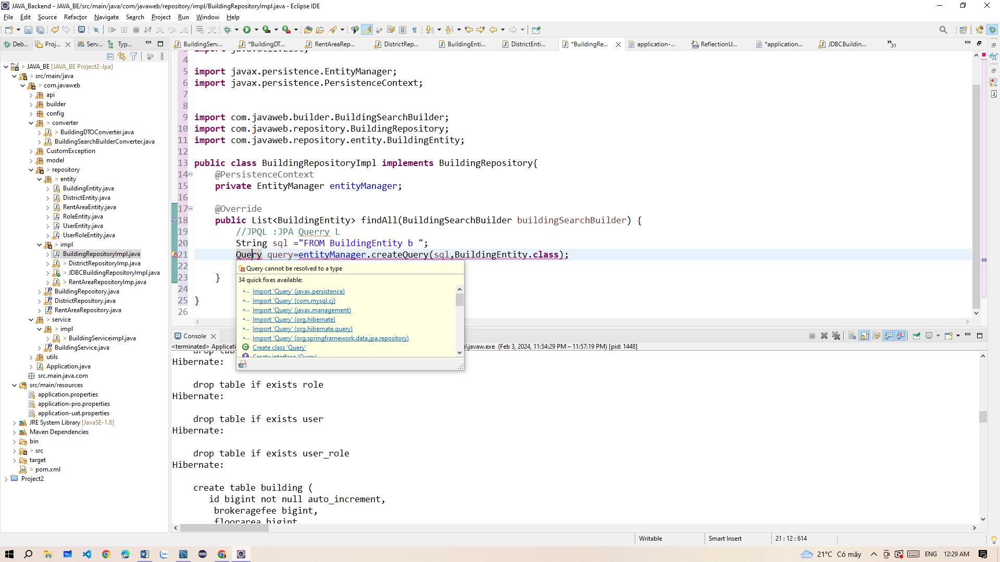 JAVA_Backend - JAVA_BE/src/main/java/com/javaweb/repository/impl/BuildingRepositoryImpl.java - Eclipse IDE
File Edit Source Refactor Navigate Search Project Run Window Help
Deb... Proj... Serv... Typ...
BuildingServ... *BuildingDT... RentAreaRep... DistrictRep... BuildingEnti... DistrictEnti... *BuildingRe... application-... ReflectionU... *application... JDBCBuildin... »31
> JAVA_BE [JAVA_BE Project2-Jpa]
> src/main/java
> com.javaweb
api
builder
config
> converter
> BuildingDTOConverter.java
BuildingSearchBuilderConverter.java
CustomException
model
> repository
> entity
BuildingEntity.java
DistrictEntity.java
RentAreaEntity.java
RoleEntity.java
UserEntity.java
UserRoleEntity.java
> impl
BuildingRepositoryImpl.java
> DistrictRepositoryImp.java
> JDBCBuildingRepositoryImpl.java
> RentAreaRepositoryImp.java
BuildingRepository.java
DistrictRepository.java
RentAreaRepository.java
> service
> impl
> BuildingServiceimpl.java
BuildingService.java
utils
Application.java
src.main.java.com
src/main/resources
application.properties
application-pro.properties
application-uat.properties
JRE System Library [JavaSE-1.8]
Maven Dependencies
bin
> src
target
> pom.xml
Project2
3 import java.util.List;
4
5 import javax.persistence.EntityManager;
6 import javax.persistence.PersistenceContext;
7
8
9 import com.javaweb.builder.BuildingSearchBuilder;
10 import com.javaweb.repository.BuildingRepository;
11 import com.javaweb.repository.entity.BuildingEntity;
12
13 public class BuildingRepositoryImpl implements BuildingRepository{
14 @PersistenceContext
15 private EntityManager entityManager;
16
17 @Override
18 public List<BuildingEntity> findAll(BuildingSearchBuilder buildingSearchBuilder) {
19 //JPQL :JPA Querry L
20 String sql ="FROM BuildingEntity b ";
21 Query query=entityManager.createQuery(sql,BuildingEntity.class);
22
23 }
24
25 }
26
Query cannot be resolved to a type
34 quick fixes available:
Import 'Query' (javax.persistence)
Import 'Query' (com.mysql.cj)
Import 'Query' (javax.management)
Import 'Query' (org.hibernate)
Import 'Query' (org.hibernate.query)
Import 'Query' (org.springframework.data.jpa.repository)
Create class 'Query'
Create interface 'Query'
Console
<terminated> Applicati
\javaw.exe (Feb 3, 2024, 11:54:29 PM – 11:57:19 PM) [pid: 1448]
drop tab
Hibernate:
drop table if exists role
Hibernate:
drop table if exists user
Hibernate:
drop table if exists user_role
Hibernate:
create table building (
id bigint not null auto_increment,
brokeragefee bigint,
floorarea bigint,
Writable Smart Insert 21 : 12 : 614
Zalo
21°C Có mây ENG 12:29 AM